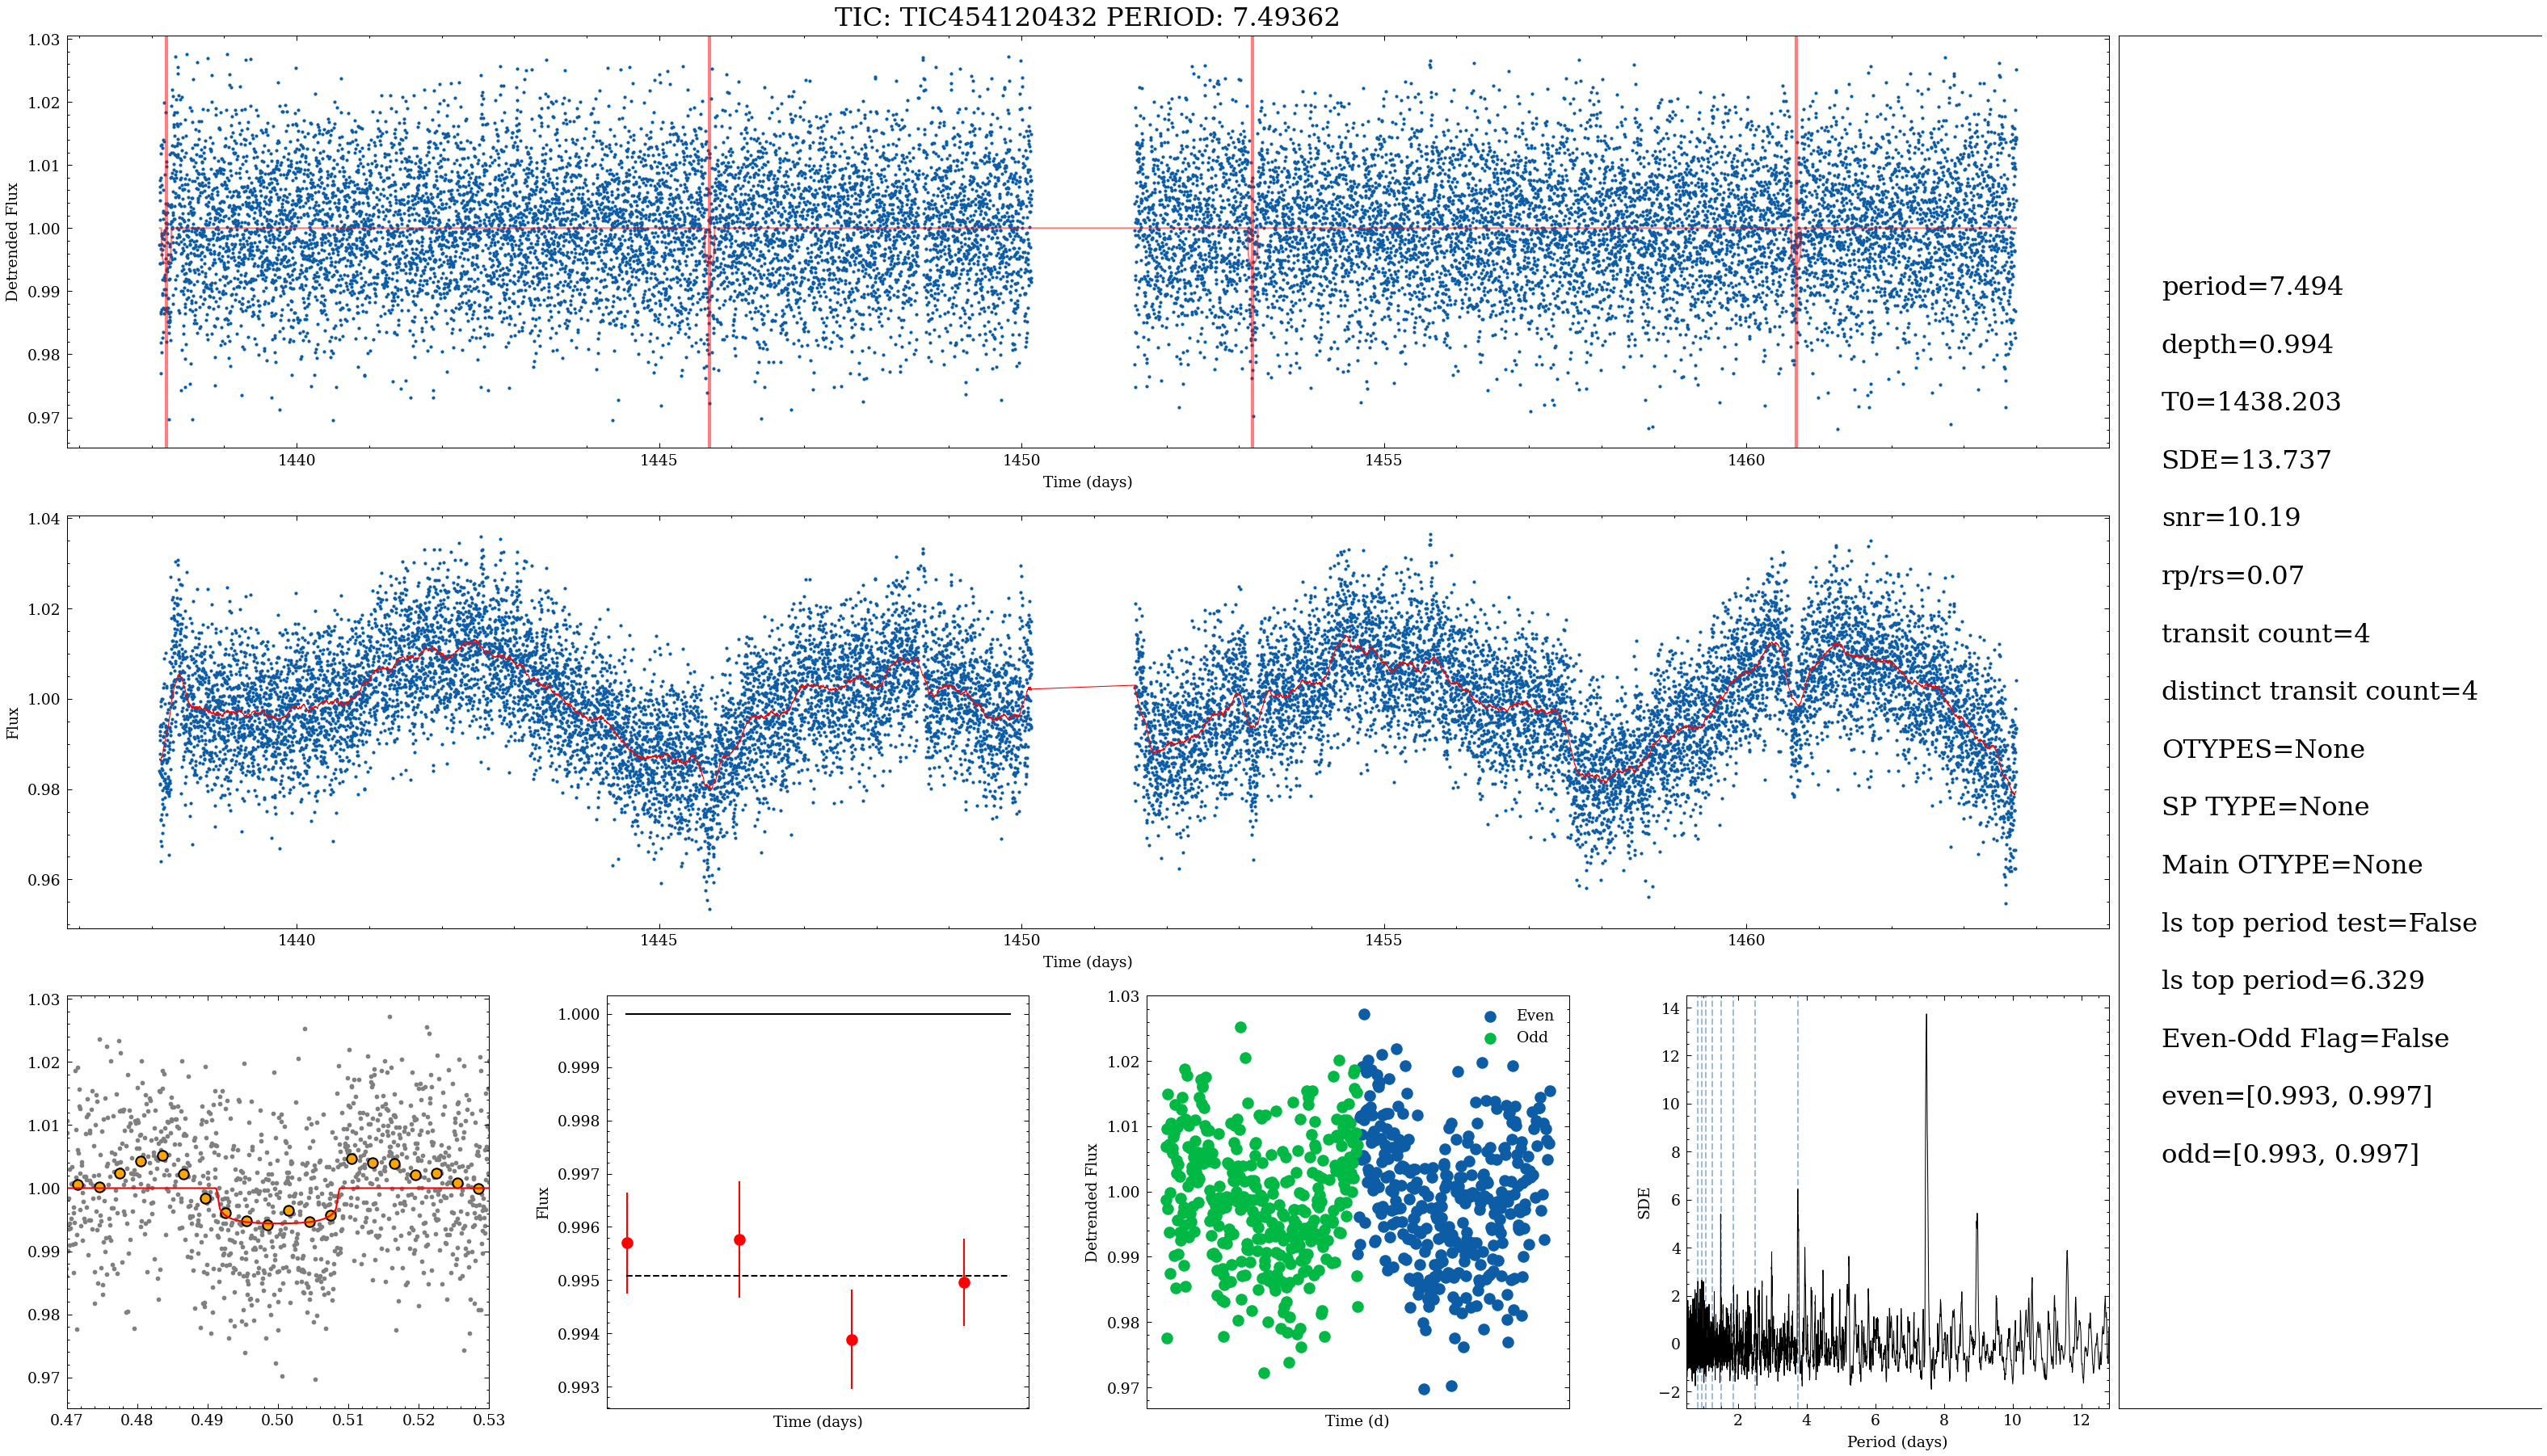 TIC: TIC454120432 PERIOD: 7.49362
1.03
1.02
1.01
1.00
0.99
0.98
0.97
Detrended Flux
1440
1445
1450
1455
1460
Time (days)
1.04
1.02
1.00
0.98
0.96
Flux
1440
1445
1450
1455
1460
Time (days)
1.03
1.02
1.01
1.00
0.99
0.98
0.97
0.47
0.48
0.49
0.50
0.51
0.52
0.53
1.000
0.999
0.998
0.997
0.996
0.995
0.994
0.993
Flux
Time (days)
1.03
1.02
1.01
1.00
0.99
0.98
0.97
Detrended Flux
Even
Odd
Time (d)
14
12
10
8
6
4
2
0
−2
SDE
2
4
6
8
10
12
Period (days)
period=7.494
depth=0.994
T0=1438.203
SDE=13.737
snr=10.19
rp/rs=0.07
transit count=4
distinct transit count=4
OTYPES=None
SP TYPE=None
Main OTYPE=None
ls top period test=False
ls top period=6.329
Even-Odd Flag=False
even=[0.993, 0.997]
odd=[0.993, 0.997]